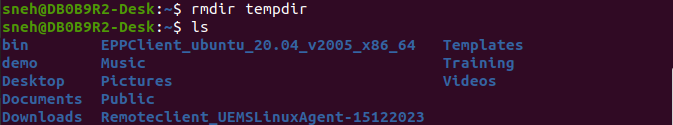 sneh@DB0B9R2-Desk:~$ rmdir tempdir
sneh@DB0B9R2-Desk:~$ ls
bin EPPClient_ubuntu_20.04_v2005_x86_64 Templates
demo Music Training
Desktop Pictures Videos
Documents Public
Downloads Remoteclient_UEMSLinuxAgent-15122023